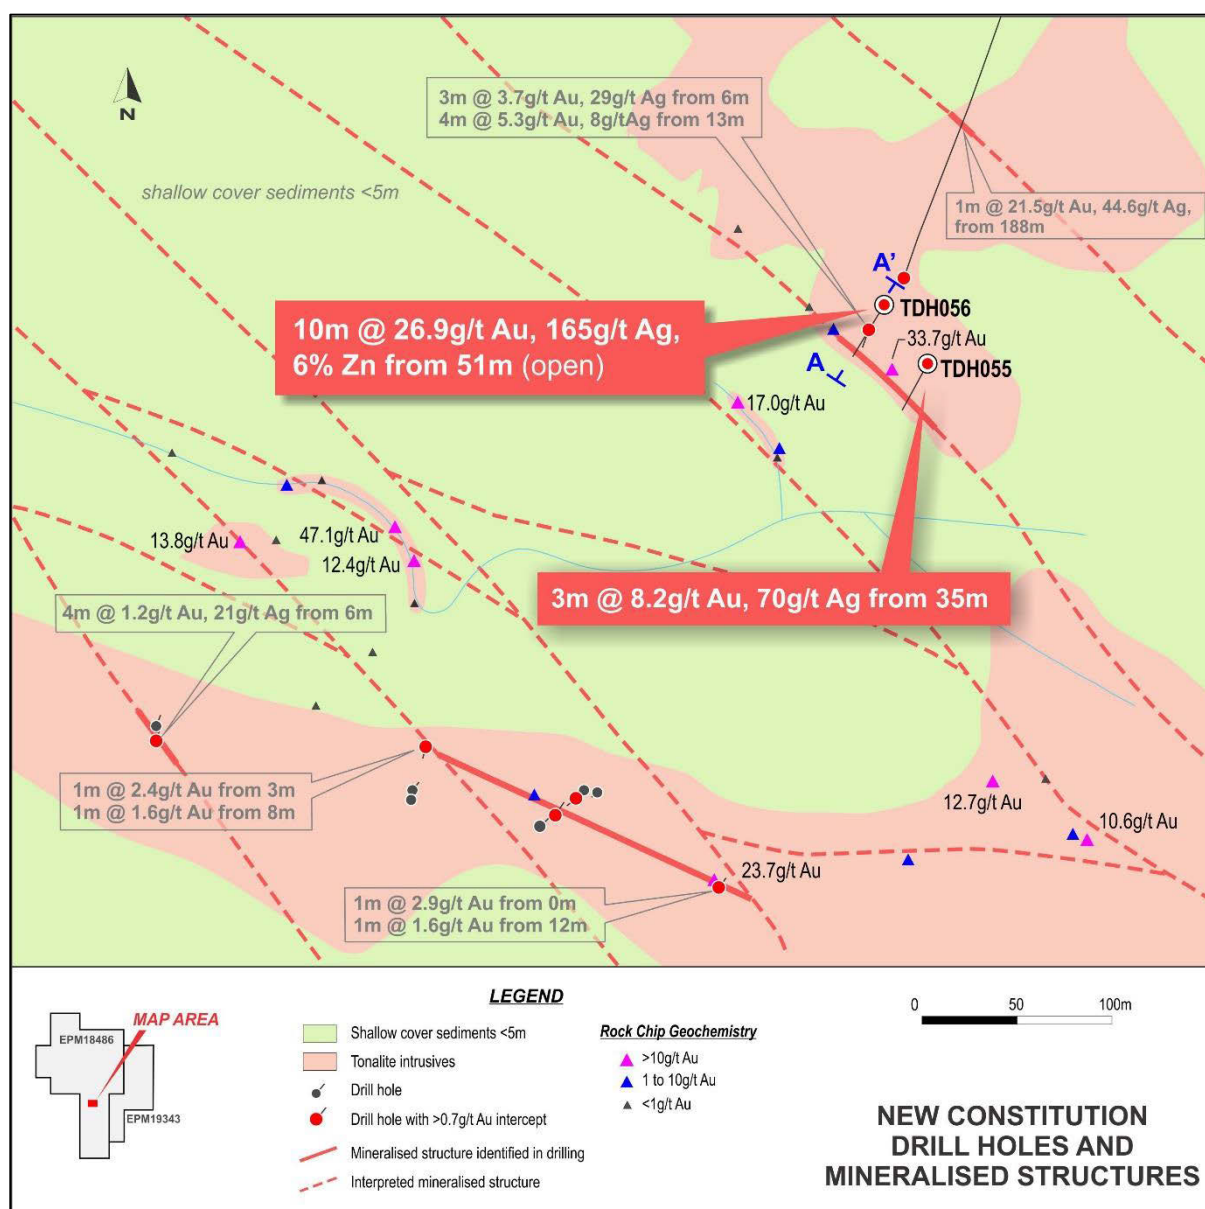 3m @ 3.7g/t Au, 29g/t Ag from 6m
4m @ 5.3g/t Au, 8g/tAg from 13m
N
shallow cover sediments <5m
1m @ 21.5g/t Au, 44.6g/t Ag,
from 188m
A'
TDH056
10m @ 26.9g/t Au, 165g/t Ag,
6% Zn from 51m (open)
33.7g/t Au
A
TDH055
17.0g/t Au
13.8g/t Au
47.1g/t Au
12.4g/t Au
3m @ 8.2g/t Au, 70g/t Ag from 35m
4m @ 1.2g/t Au, 21g/t Ag from 6m
1m @ 2.4g/t Au from 3m
1m @ 1.6g/t Au from 8m
12.7g/t Au
10.6g/t Au
23.7g/t Au
1m @ 2.9g/t Au from 0m
1m @ 1.6g/t Au from 12m
MAP AREA
EPM18486
EPM19343
LEGEND
Shallow cover sediments <5m
Tonalite intrusives
Drill hole
Drill hole with >0.7g/t Au intercept
Mineralised structure identified in drilling
Interpreted mineralised structure
Rock Chip Geochemistry
>10g/t Au
1 to 10g/t Au
<1g/t Au
0 50 100m
NEW CONSTITUTION
DRILL HOLES AND
MINERALISED STRUCTURES